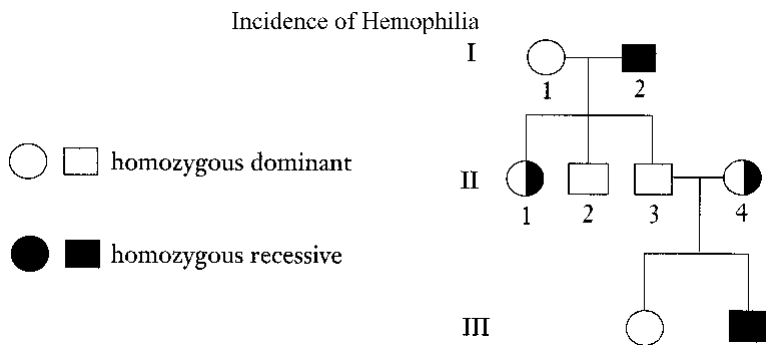 Incidence of Hemophilia
I
1 2
homozygous dominant
II
1 2 3 4
homozygous recessive
III